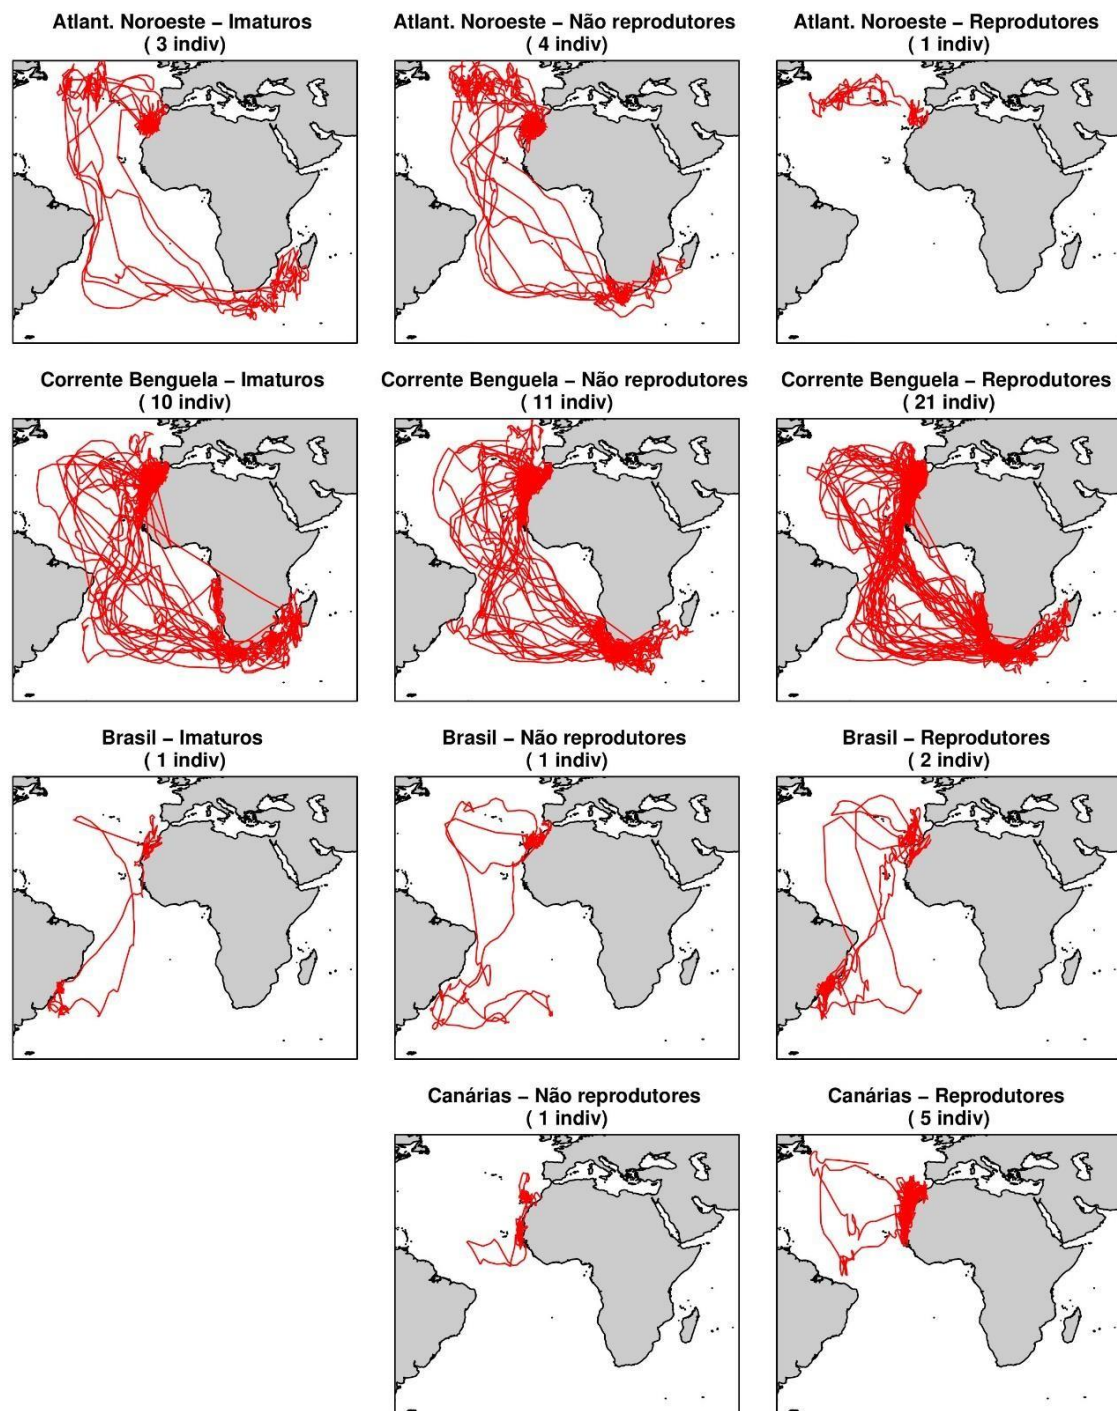 Atlant. Noroeste – Imaturos
( 3 indiv)
Atlant. Noroeste – Não reprodutores
( 4 indiv)
Atlant. Noroeste – Reprodutores
( 1 indiv)
Corrente Benguela – Imaturos
( 10 indiv)
Corrente Benguela – Não reprodutores
( 11 indiv)
Corrente Benguela – Reprodutores
( 21 indiv)
Brasil – Imaturos
( 1 indiv)
Brasil – Não reprodutores
( 1 indiv)
Brasil – Reprodutores
( 2 indiv)
Canárias – Não reprodutores
( 1 indiv)
Canárias – Reprodutores
( 5 indiv)